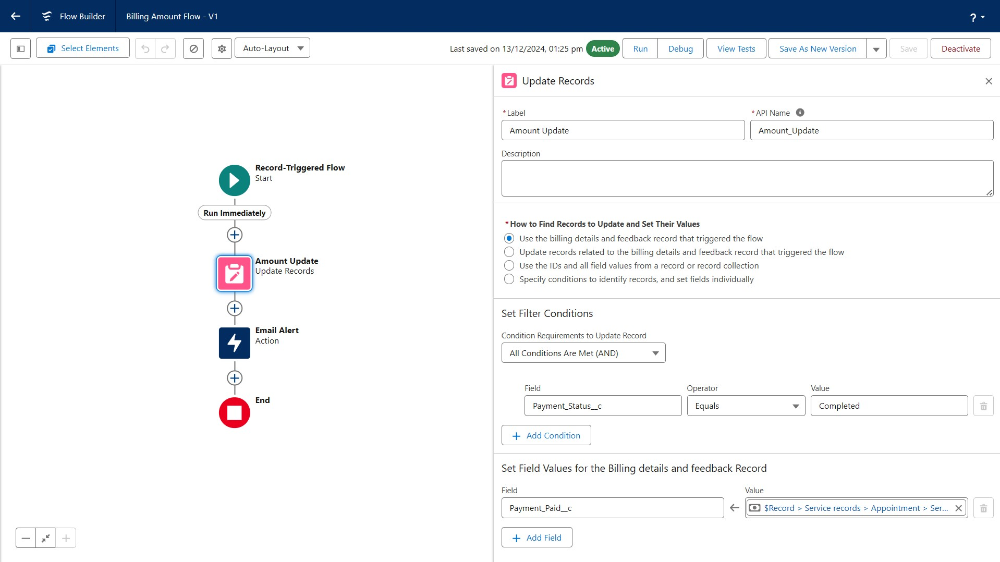 Flow Builder
Billing Amount Flow - V1
?
Select Elements
Auto-Layout
Last saved on 13/12/2024, 01:25 pm
Active
Run
Debug
View Tests
Save As New Version
Save
Deactivate
Record-Triggered Flow
Start
Run Immediately
Amount Update
Update Records
Email Alert
Action
End
Update Records
*Label
Amount Update
*API Name
Amount_Update
Description
*How to Find Records to Update and Set Their Values
Use the billing details and feedback record that triggered the flow
Update records related to the billing details and feedback record that triggered the flow
Use the IDs and all field values from a record or record collection
Specify conditions to identify records, and set fields individually
Set Filter Conditions
Condition Requirements to Update Record
All Conditions Are Met (AND)
Field
Operator
Value
Payment_Status__c
Equals
Completed
Add Condition
Set Field Values for the Billing details and feedback Record
Field
Value
Payment_Paid__c
$Record > Service records > Appointment > Ser...
Add Field